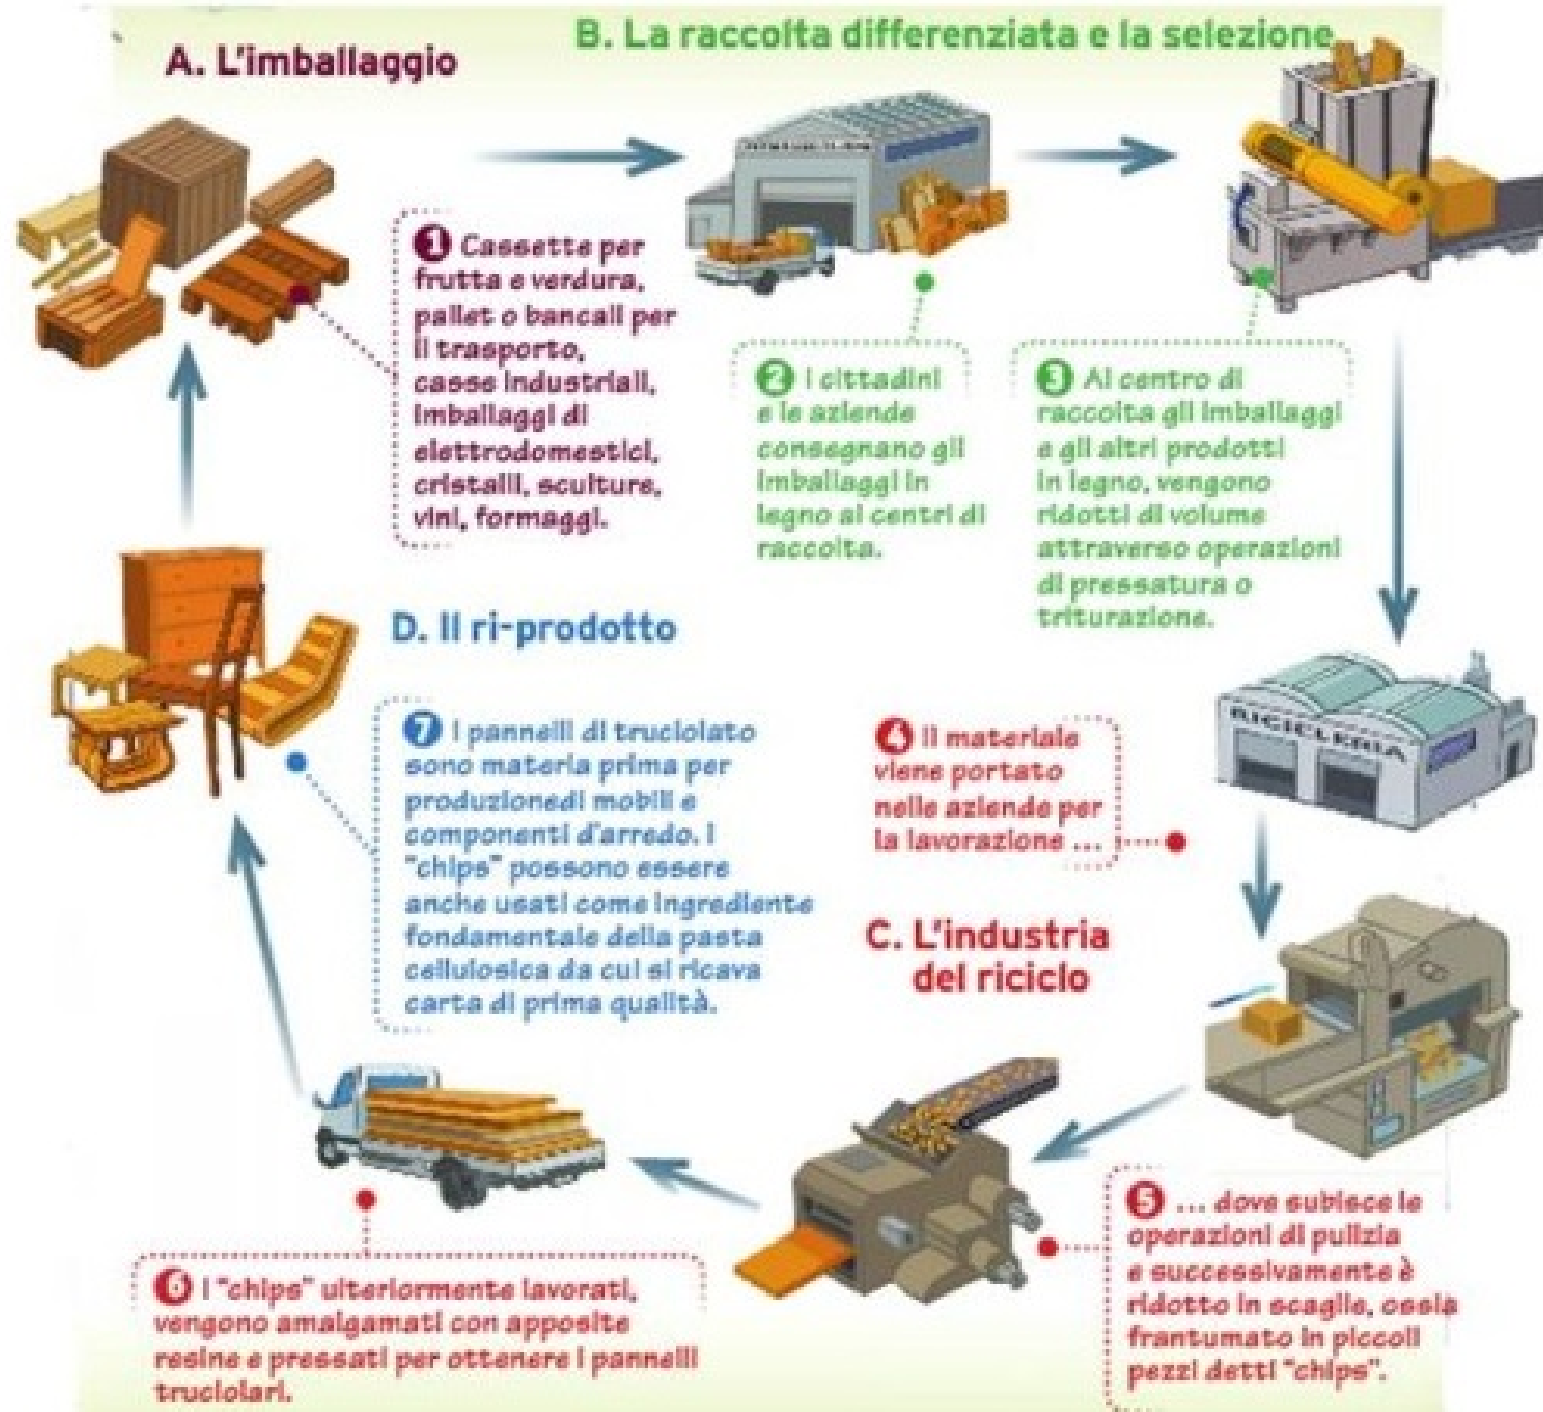 A. L'imballaggio
B. La raccolta differenziata e la selezione
1 Cassette per
frutta e verdura,
pallet o bancali per
il trasporto,
casse industriali,
imballaggi di
elettrodomestici,
cristalli, sculture,
vini, formaggi.
2 I cittadini
e le aziende
consegnano gli
imballaggi in
legno ai centri di
raccolta.
3 Al centro di
raccolta gli imballaggi
e gli altri prodotti
in legno, vengono
ridotti di volume
attraverso operazioni
di pressatura o
triturazione.
RICICLERIA
4 Il materiale
viene portato
nelle aziende per
la lavorazione ...
C. L'industria
del riciclo
5 ... dove subisce le
operazioni di pulizia
e successivamente è
ridotto in scaglie, ossia
frantumato in piccoli
pezzi detti "chips".
6 I "chips" ulteriormente lavorati,
vengono amalgamati con apposite
resine e pressati per ottenere i pannelli
truciolari.
D. Il ri-prodotto
7 I pannelli di truciolato
sono materia prima per
produzionedi mobili e
componenti d'arredo. I
"chips" possono essere
anche usati come ingrediente
fondamentale della pasta
cellulosica da cui si ricava
carta di prima qualità.